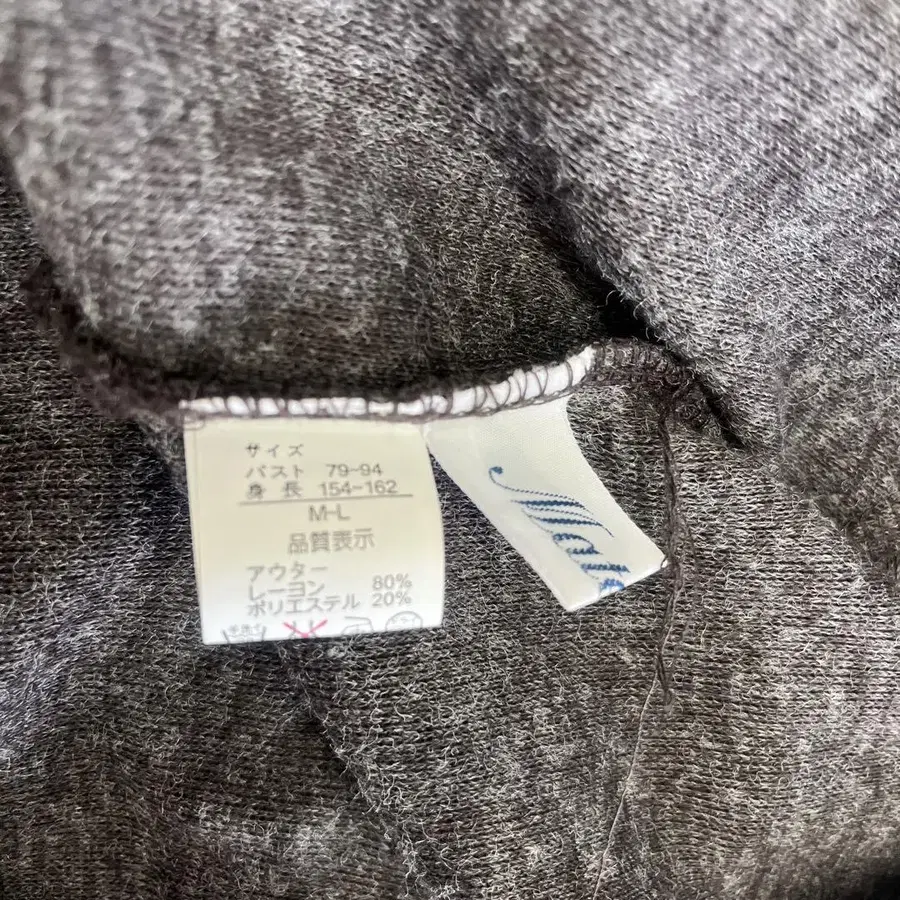 サイズ
バスト 79-94
身長 154-162
M-L
品質表示
アウター
レーヨン 80%
ポリエステル 20%